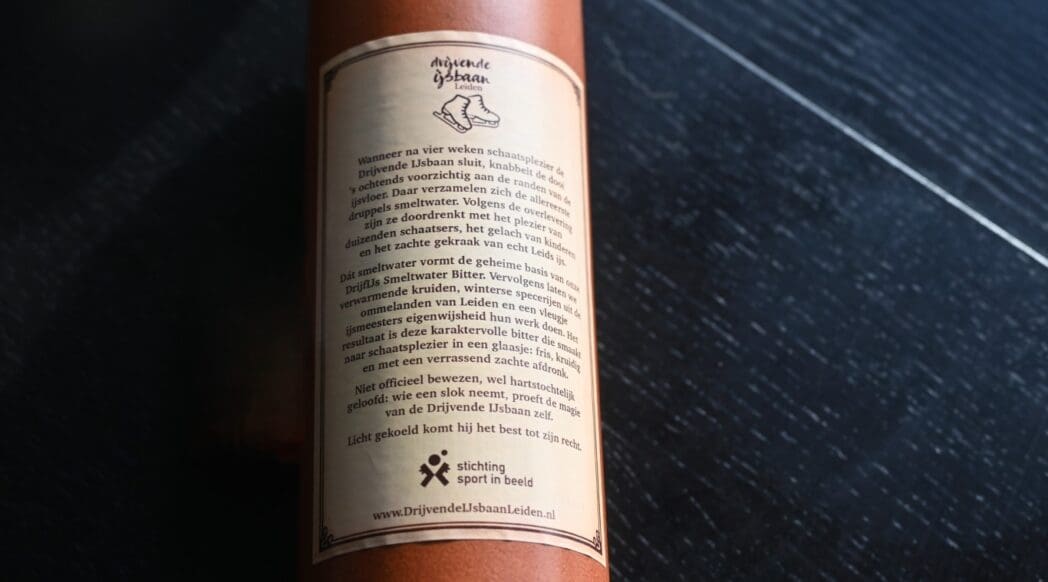 drijvende
ijsbaan
Leiden
Wanneer na vier weken schaatsplezier de
Drijvende IJsbaan sluit, knabbelt de dooi
's ochtends voorzichtig aan de randen van de
ijsvloer. Daar verzamelen zich de allereerste
druppels smeltwater. Volgens de overlevering
zijn ze doordrenkt met het plezier van
duizenden schaatsers, het gelach van kinderen
en het zachte gekraak van echt Leids ijs.
Dát smeltwater vormt de geheime basis van onze
DrijfIJs Smeltwater Bitter. Vervolgens laten we
verwarmende kruiden, winterse specerijen uit de
ommelanden van Leiden en een vleugje
ijsmeesters eigenwijsheid hun werk doen. Het
resultaat is deze karaktervolle bitter die smaakt
naar schaatsplezier in een glaasje: fris, kruidig
en met een verrassend zachte afdronk.
Niet officieel bewezen, wel hartstochtelijk
geloofd: wie een slok neemt, proeft de magie
van de Drijvende IJsbaan zelf.
Licht gekoeld komt hij het best tot zijn recht.
stichting
sport in beeld
www.DrijvendeIJsbaanLeiden.nl